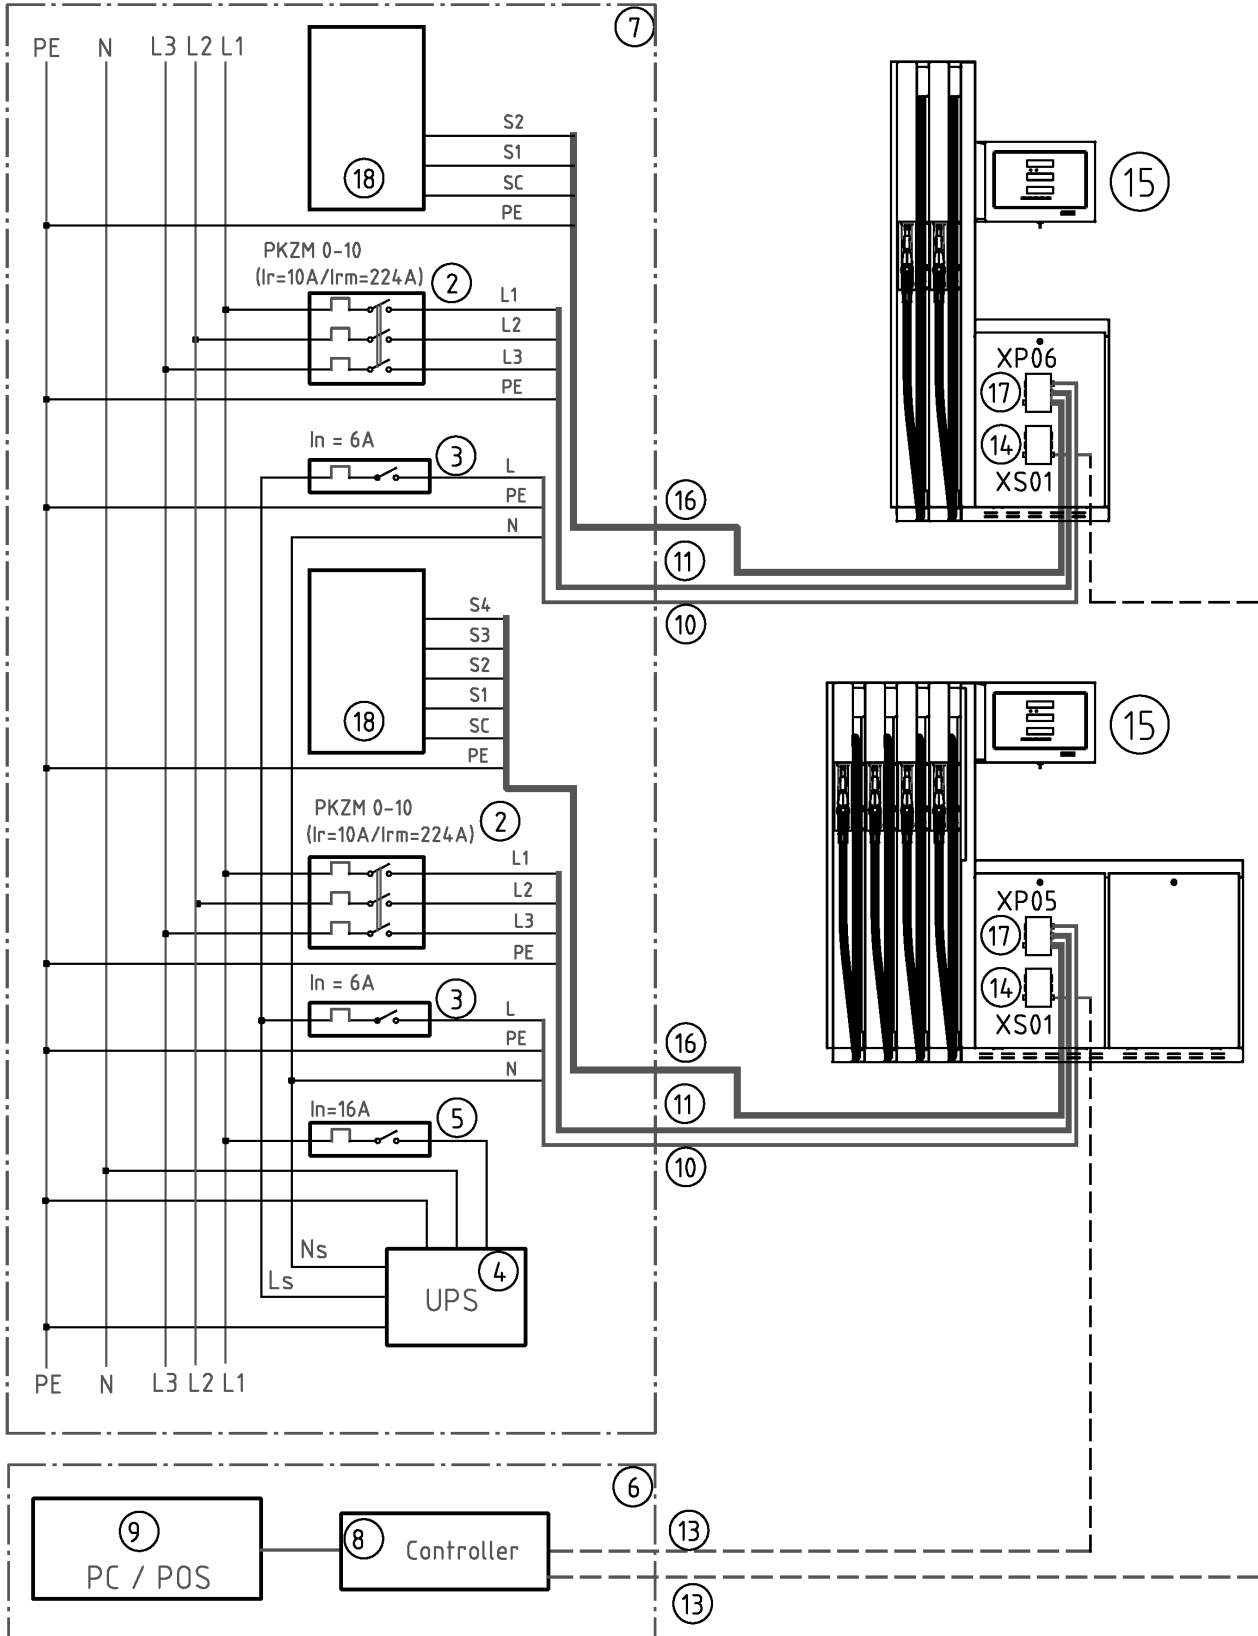 7
PE N L3 L2 L1
S2
S1
SC
PE
18
15
PKZM 0-10
(Ir=10A/Irm=224A)
2
L1
L2
L3
PE
XP06
17
14
XS01
In = 6A
3
L
PE
N
16
11
10
S4
S3
S2
S1
SC
PE
18
15
PKZM 0-10
(Ir=10A/Irm=224A)
2
L1
L2
L3
PE
XP05
17
14
XS01
In = 6A
3
L
PE
N
16
11
10
In=16A
5
Ns
Ls
4
UPS
PE N L3 L2 L1
6
9
PC / POS
8
Controller
13
13